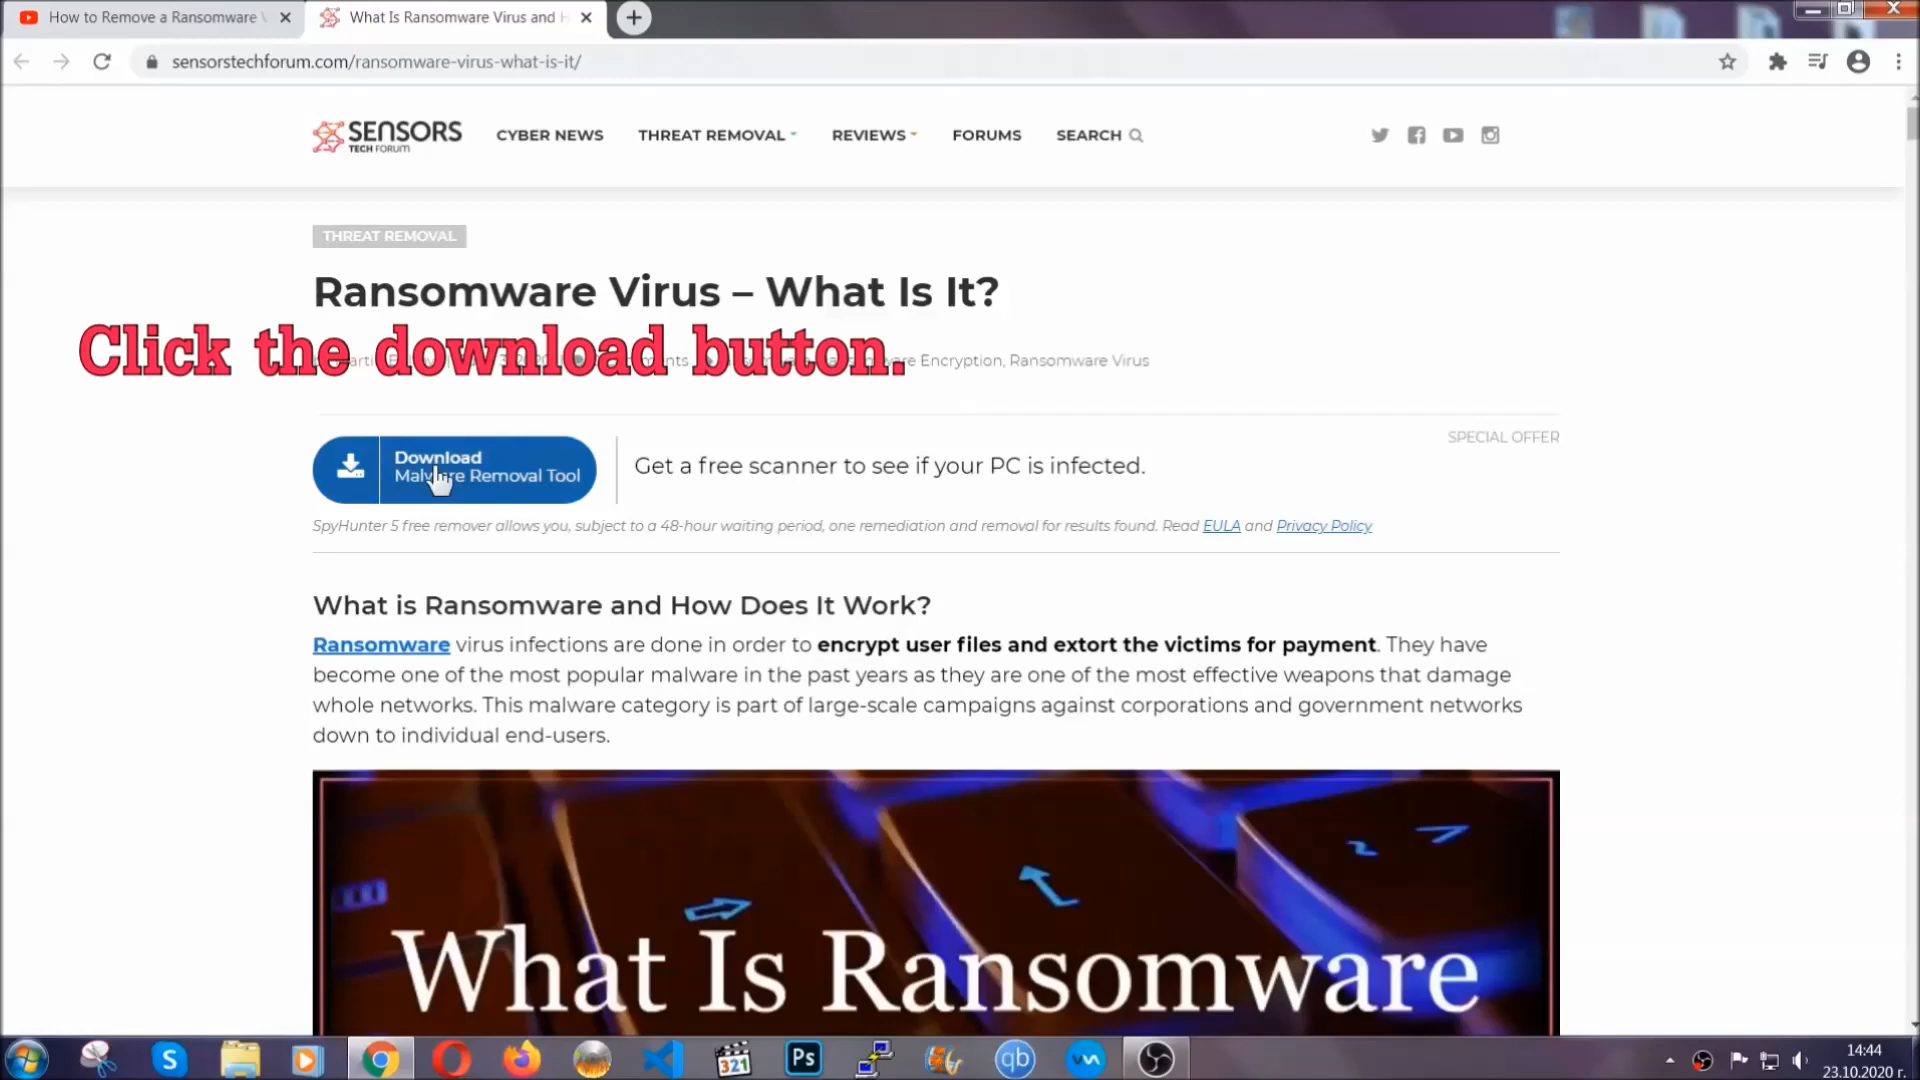 How to Remove a Ransomware
What Is Ransomware Virus and
sensorstechforum.com/ransomware-virus-what-is-it/
SENSORS
TECH FORUM
CYBER NEWS
THREAT REMOVAL
REVIEWS
FORUMS
SEARCH
THREAT REMOVAL
Ransomware Virus – What Is It?
Click the download button.
Encryption, Ransomware Virus
SPECIAL OFFER
Download
Malware Removal Tool
Get a free scanner to see if your PC is infected.
SpyHunter 5 free remover allows you, subject to a 48-hour waiting period, one remediation and removal for results found. Read EULA and Privacy Policy
What is Ransomware and How Does It Work?
Ransomware virus infections are done in order to encrypt user files and extort the victims for payment. They have
become one of the most popular malware in the past years as they are one of the most effective weapons that damage
whole networks. This malware category is part of large-scale campaigns against corporations and government networks
down to individual end-users.
What Is Ransomware
S
321
Ps
qb
14:44
23.10.2020 г.